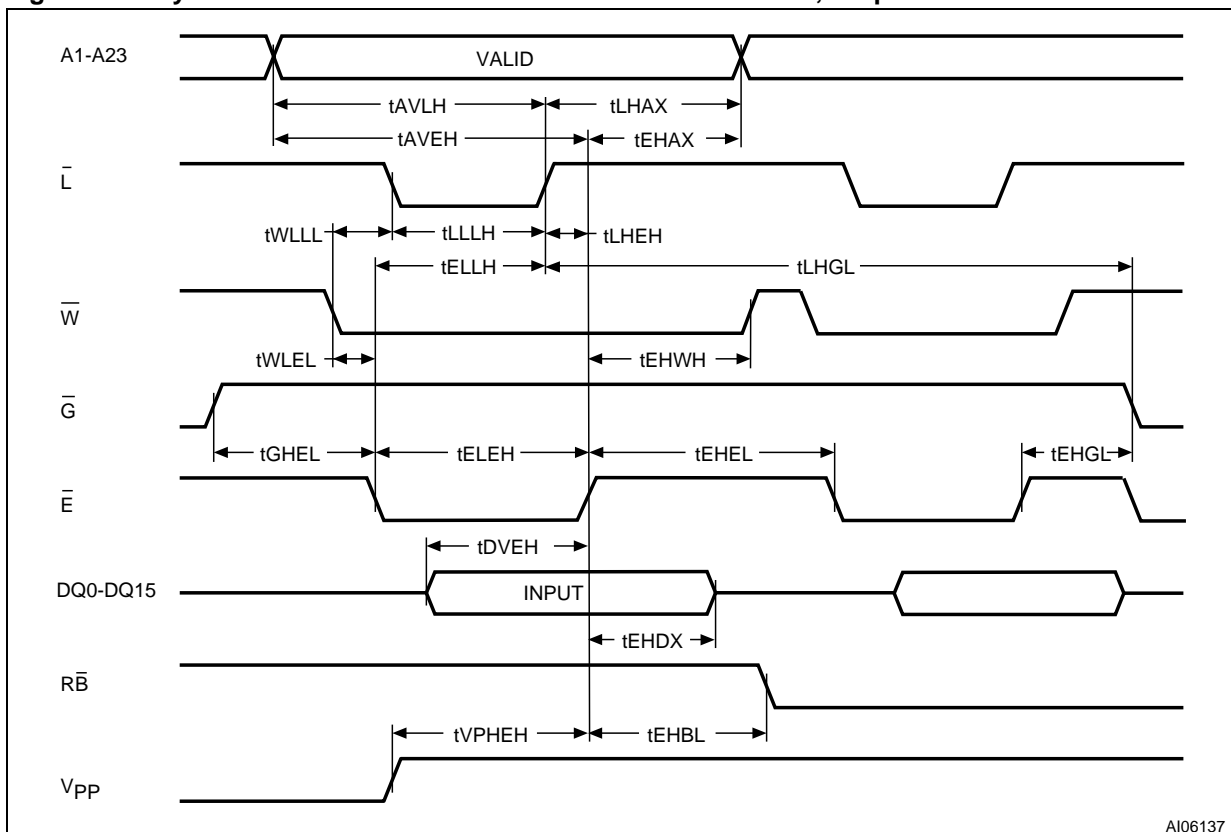 A1-A23
VALID
tAVLH
tLHAX
tAVEH
tEHAX
L̅
tWLLL
tLLLH
tLHEH
tELLH
tLHGL
W̅
tWLEL
tEHWH
G̅
tGHEL
tELEH
tEHEL
tEHGL
E̅
tDVEH
DQ0-DQ15
INPUT
tEHDX
RB̅
tVPHEH
tEHBL
VPP
AI06137